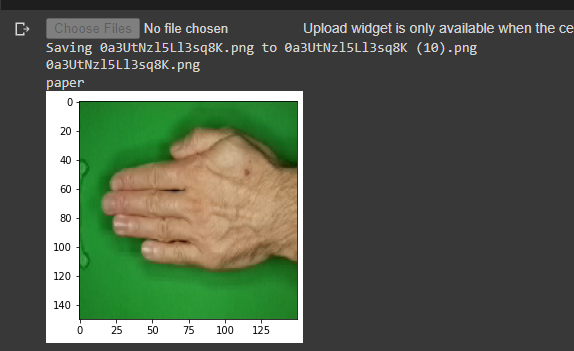 Choose Files No file chosen Upload widget is only available when the ce
Saving 0a3UtNzl5Ll3sq8K.png to 0a3UtNzl5Ll3sq8K (10).png
0a3UtNzl5Ll3sq8K.png
paper
0
20
40
60
80
100
120
140
0 25 50 75 100 125